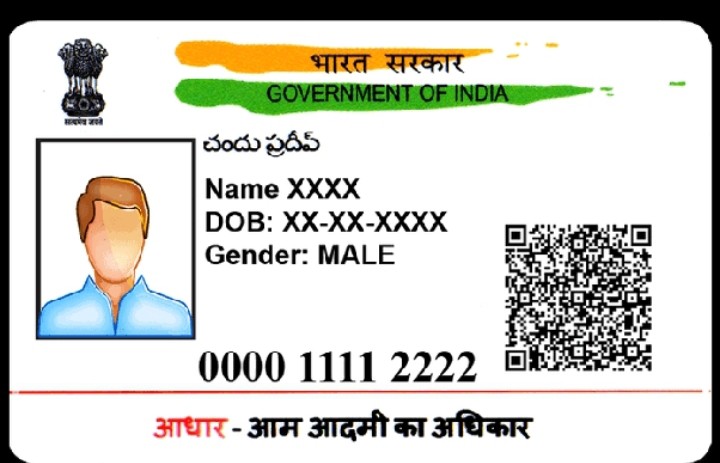 भारत सरकार
GOVERNMENT OF INDIA
सत्यमेव जयते
చందు ప్రదీప్
Name XXXX
DOB: XX-XX-XXXX
Gender: MALE
0000 1111 2222
आधार - आम आदमी का अधिकार